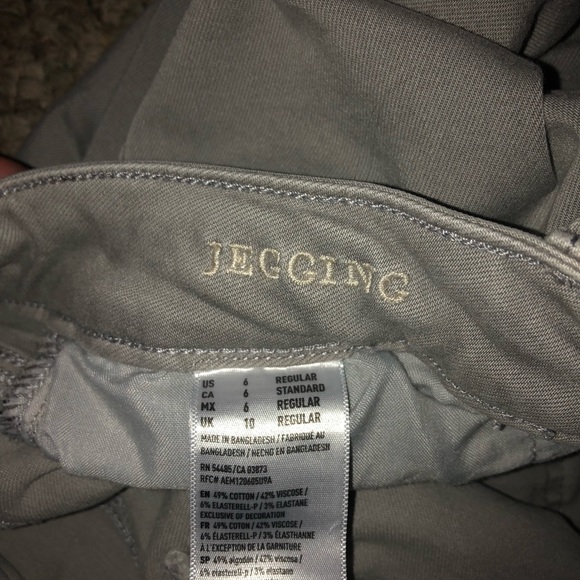 JEGGING
US 6 REGULAR
CA 6 STANDARD
MX 6 REGULAR
UK 10 REGULAR
MADE IN BANGLADESH / FABRIQUÉ AU
BANGLADESH / HECHO EN BANGLADESH
RN 54485/CA 03873
RFC# AEM120605U9A
EN 49% COTTON / 42% VISCOSE /
6% ELASTERELL-P / 3% ELASTANE
EXCLUSIVE OF DECORATION
FR 49% COTON / 42% VISCOSE /
6% ÉLASTERELL-P / 3% ÉLASTHANNE
À L'EXCEPTION DE LA GARNITURE
SP 49% algodón / 42% viscosa /
6% elasterell-p / 3% elastano